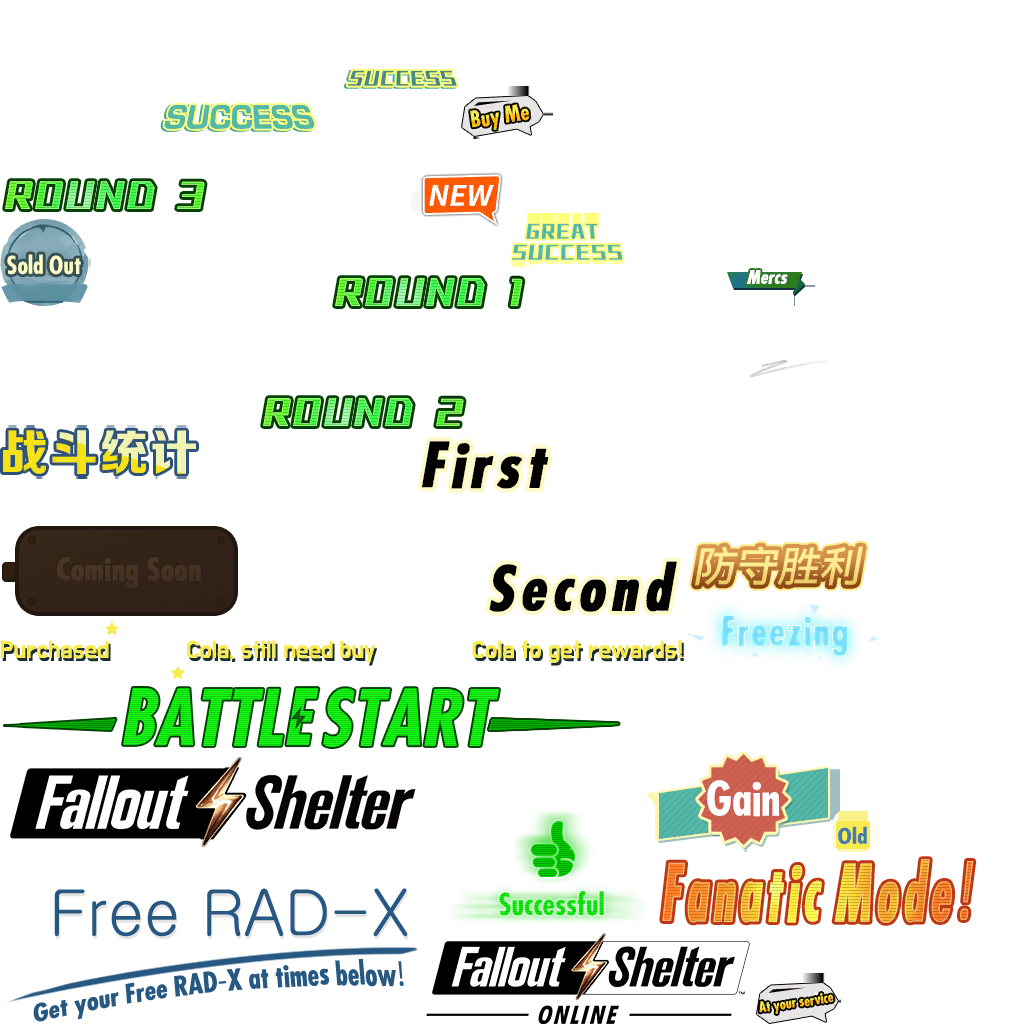 SUCCESS
SUCCESS
Buy Me
ROUND 3
NEW
GREAT
SUCCESS
Sold Out
ROUND 1
Mercs
ROUND 2
战斗统计
First
Coming Soon
Second
防守胜利
Freezing
Purchased
Cola, still need buy
Cola to get rewards!
BATTLE START
Fallout Shelter
Gain
Old
Successful
Fanatic Mode!
Free RAD-X
Get your Free RAD-X at times below!
Fallout Shelter™
ONLINE
At your service